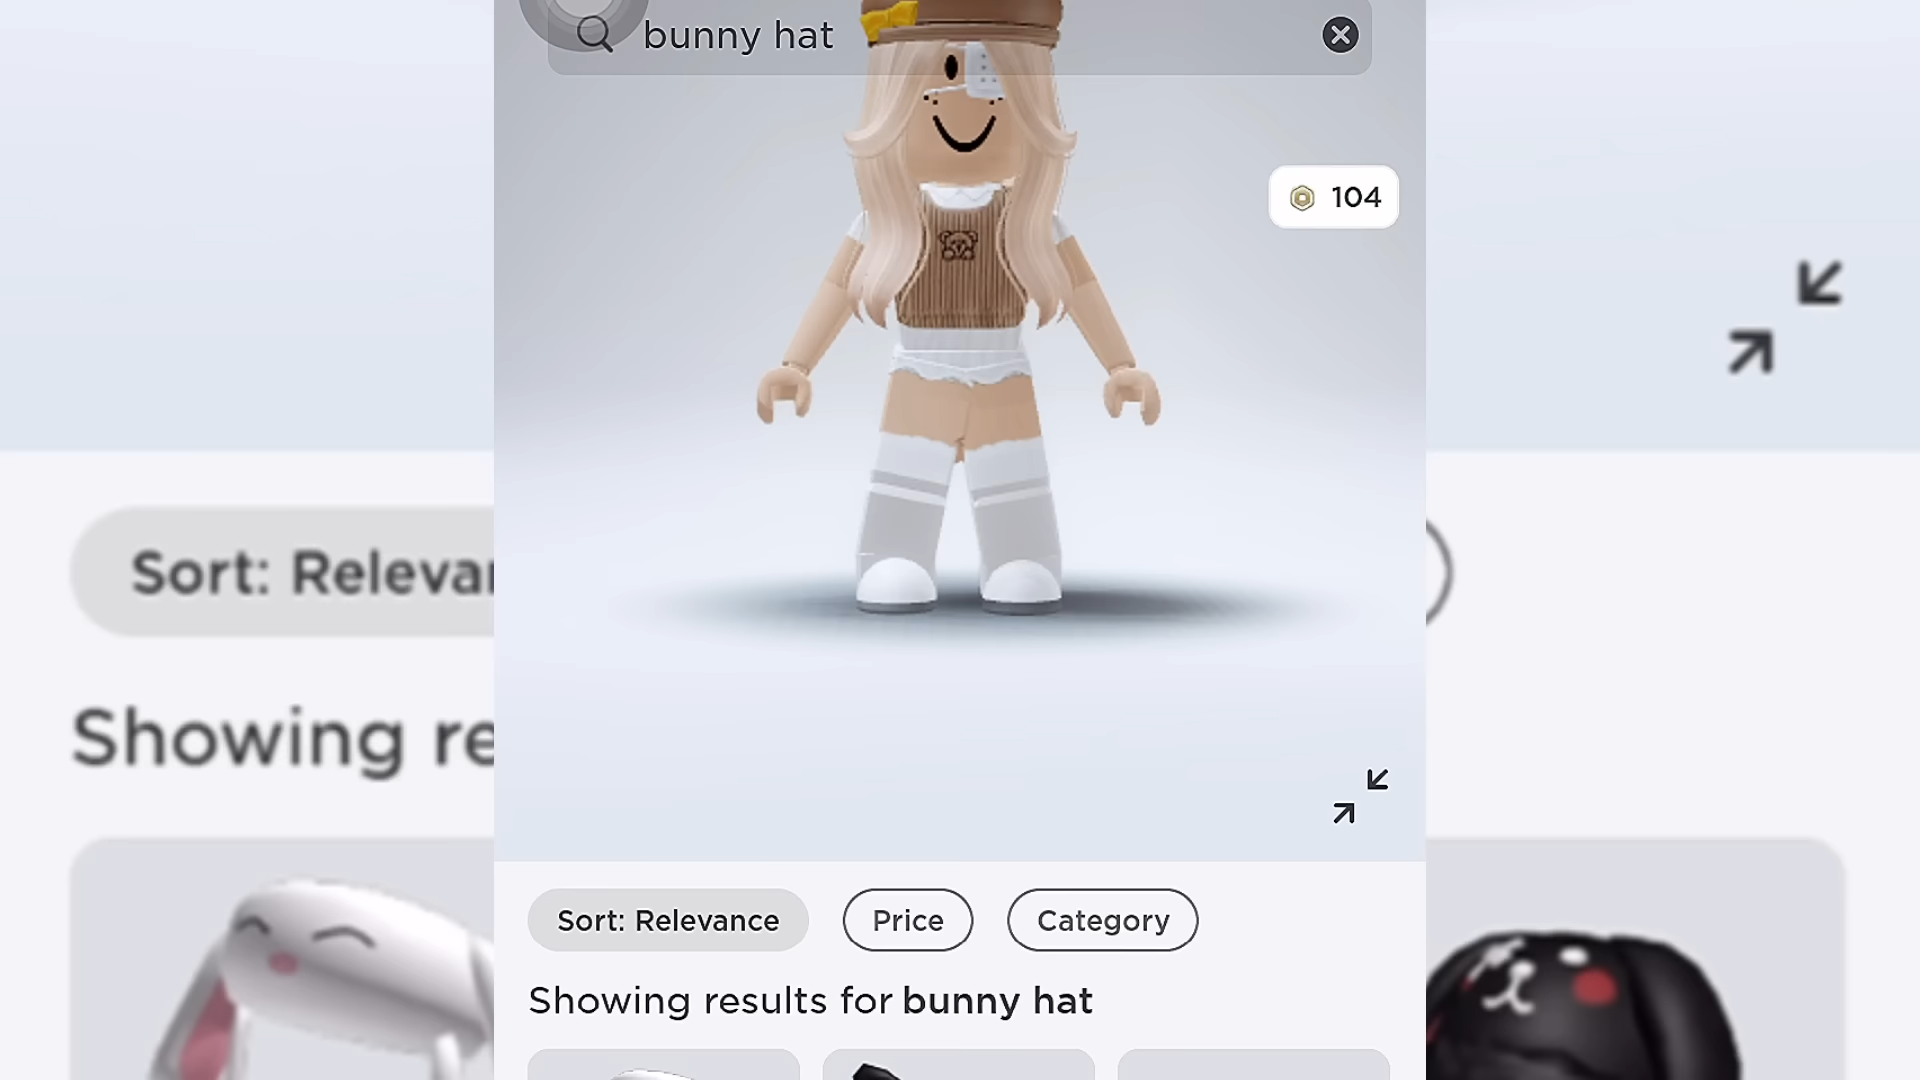 bunny hat
104
Sort: Relevance
Price
Category
Showing results for bunny hat
Sort: Releva
Showing re